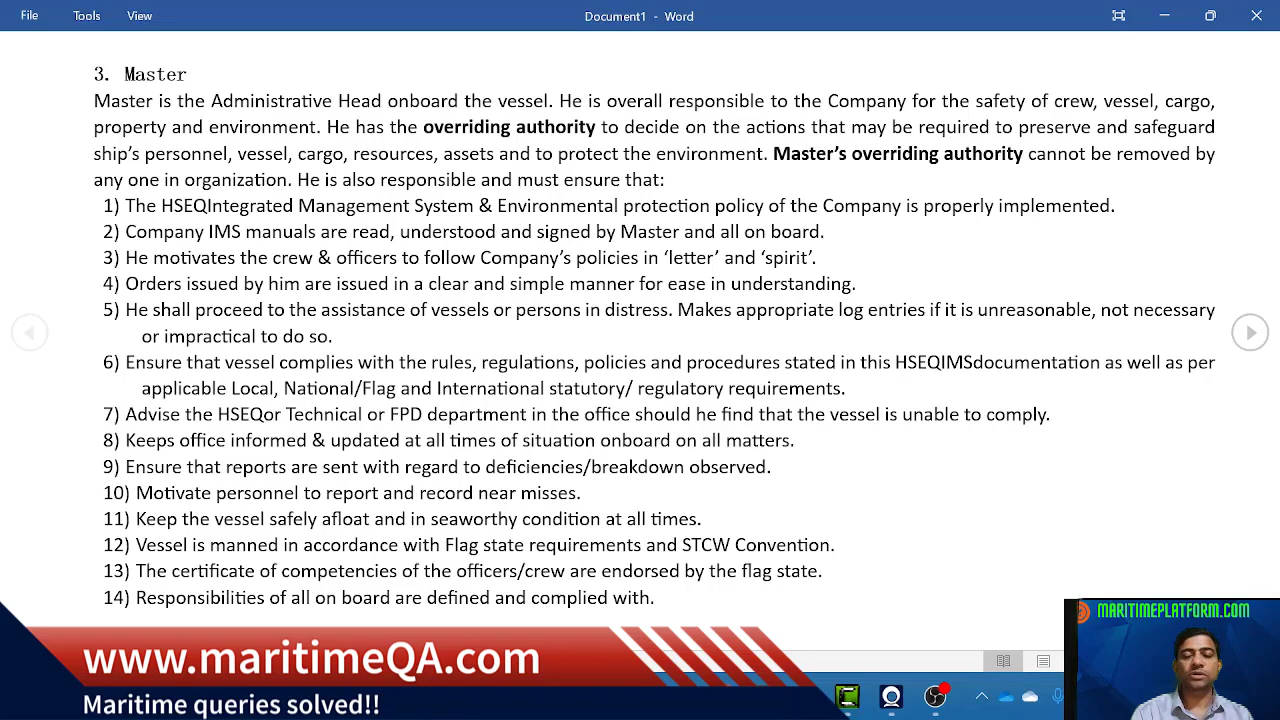 File Tools View Document1 - Word
3. Master
Master is the Administrative Head onboard the vessel. He is overall responsible to the Company for the safety of crew, vessel, cargo,
property and environment. He has the overriding authority to decide on the actions that may be required to preserve and safeguard
ship's personnel, vessel, cargo, resources, assets and to protect the environment. Master's overriding authority cannot be removed by
any one in organization. He is also responsible and must ensure that:
1) The HSEQIntegrated Management System & Environmental protection policy of the Company is properly implemented.
2) Company IMS manuals are read, understood and signed by Master and all on board.
3) He motivates the crew & officers to follow Company's policies in 'letter' and 'spirit'.
4) Orders issued by him are issued in a clear and simple manner for ease in understanding.
5) He shall proceed to the assistance of vessels or persons in distress. Makes appropriate log entries if it is unreasonable, not necessary
or impractical to do so.
6) Ensure that vessel complies with the rules, regulations, policies and procedures stated in this HSEQIMSdocumentation as well as per
applicable Local, National/Flag and International statutory/ regulatory requirements.
7) Advise the HSEQor Technical or FPD department in the office should he find that the vessel is unable to comply.
8) Keeps office informed & updated at all times of situation onboard on all matters.
9) Ensure that reports are sent with regard to deficiencies/breakdown observed.
10) Motivate personnel to report and record near misses.
11) Keep the vessel safely afloat and in seaworthy condition at all times.
12) Vessel is manned in accordance with Flag state requirements and STCW Convention.
13) The certificate of competencies of the officers/crew are endorsed by the flag state.
14) Responsibilities of all on board are defined and complied with.
MARITIMEPLATFORM.COM
www.maritimeQA.com
Maritime queries solved!!